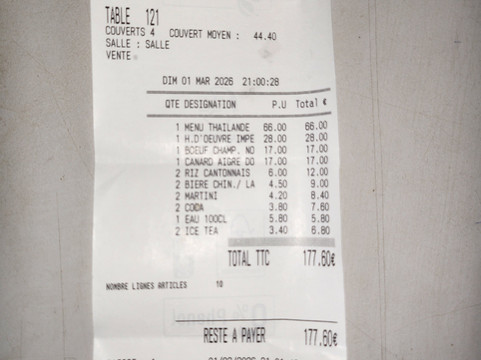 TABLE 121
COUVERTS 4 COUVERT MOYEN : 44.40
SALLE : SALLE
VENTE
DIM 01 MAR 2026 21:00:28
QTE DESIGNATION P.U Total €
1 MENU THAILANDE 66.00 66.00
1 H.D'OEUVRE IMPE 28.00 28.00
1 BOEUF CHAMP. NO 17.00 17.00
1 CANARD AIGRE DO 17.00 17.00
2 RIZ CANTONNAIS 6.00 12.00
2 BIERE CHIN./ LA 4.50 9.00
2 MARTINI 4.20 8.40
2 CODA 3.80 7.60
1 EAU 100CL 5.80 5.80
2 ICE TEA 3.40 6.80
TOTAL TTC 177.60€
NOMBRE LIGNES ARTICLES 10
RESTE A PAYER 177.60€